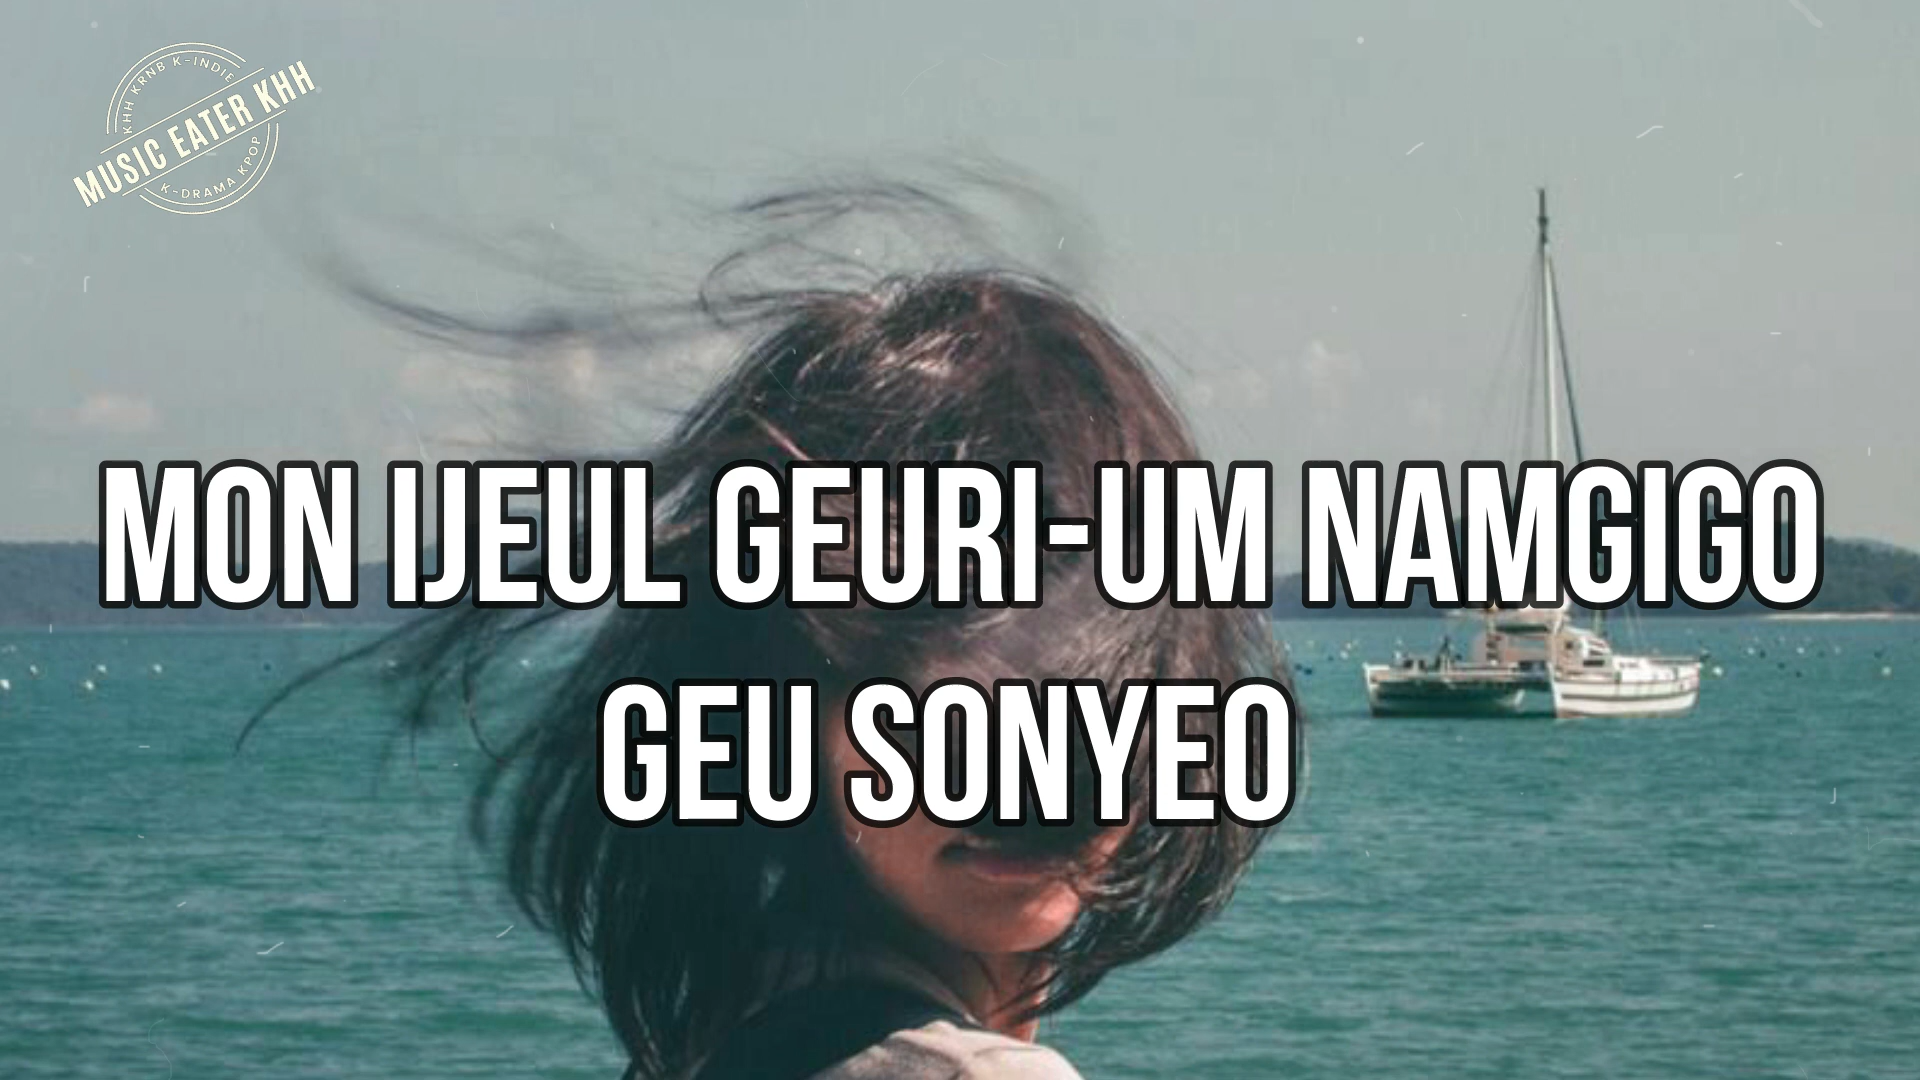 KHH KRNB K-INDIE
MUSIC EATER KHH
K-DRAMA KPOP
MON IJEUL GEURI-UM NAMGIGO
GEU SONYEO